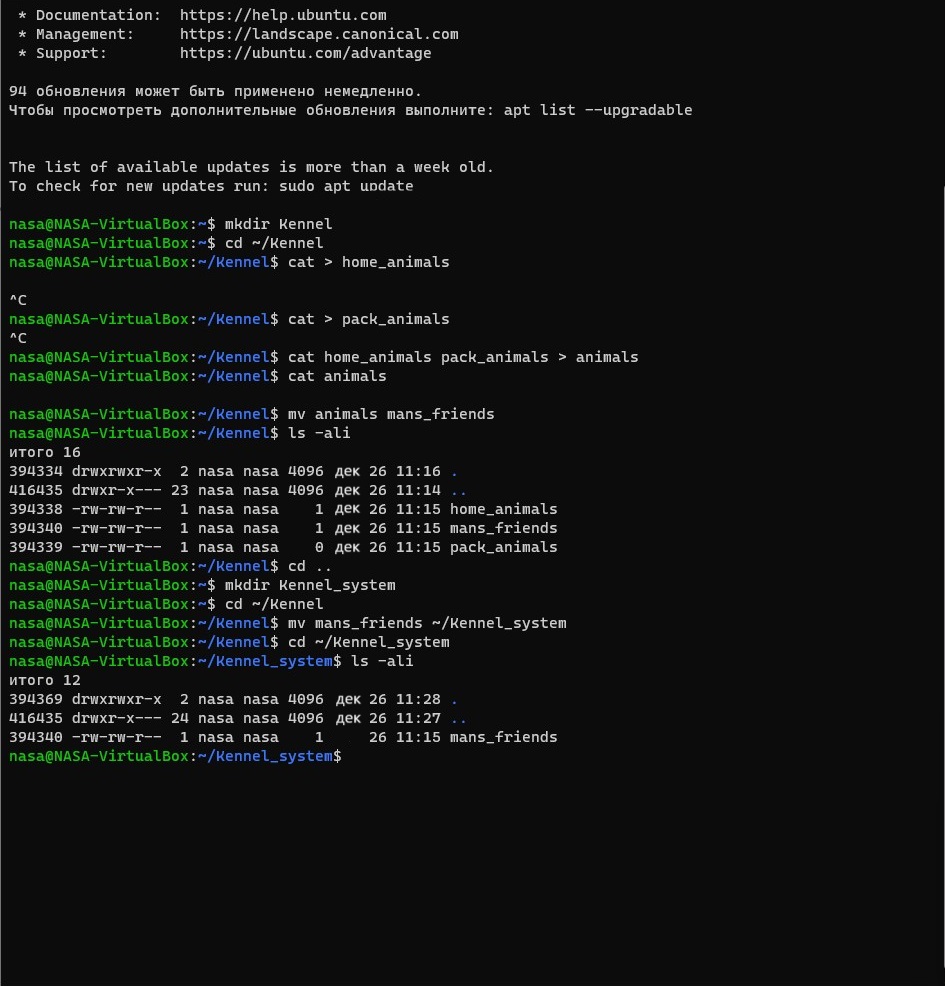 * Documentation:  https://help.ubuntu.com
* Management:     https://landscape.canonical.com
* Support:        https://ubuntu.com/advantage
94 обновления может быть применено немедленно.
Чтобы просмотреть дополнительные обновления выполните: apt list --upgradable
The list of available updates is more than a week old.
To check for new updates run: sudo apt update
nasa@NASA-VirtualBox:~$ mkdir Kennel
nasa@NASA-VirtualBox:~$ cd ~/Kennel
nasa@NASA-VirtualBox:~/Kennel$ cat > home_animals
^C
nasa@NASA-VirtualBox:~/Kennel$ cat > pack_animals
^C
nasa@NASA-VirtualBox:~/Kennel$ cat home_animals pack_animals > animals
nasa@NASA-VirtualBox:~/Kennel$ cat animals
nasa@NASA-VirtualBox:~/Kennel$ mv animals mans_friends
nasa@NASA-VirtualBox:~/Kennel$ ls -ali
итого 16
394334 drwxrwxr-x  2 nasa nasa 4096 дек 26 11:16 .
416435 drwxr-x--- 23 nasa nasa 4096 дек 26 11:14 ..
394338 -rw-rw-r--  1 nasa nasa    1 дек 26 11:15 home_animals
394340 -rw-rw-r--  1 nasa nasa    1 дек 26 11:15 mans_friends
394339 -rw-rw-r--  1 nasa nasa    0 дек 26 11:15 pack_animals
nasa@NASA-VirtualBox:~/Kennel$ cd ..
nasa@NASA-VirtualBox:~$ mkdir Kennel_system
nasa@NASA-VirtualBox:~$ cd ~/Kennel
nasa@NASA-VirtualBox:~/Kennel$ mv mans_friends ~/Kennel_system
nasa@NASA-VirtualBox:~/Kennel$ cd ~/Kennel_system
nasa@NASA-VirtualBox:~/Kennel_system$ ls -ali
итого 12
394369 drwxrwxr-x  2 nasa nasa 4096 дек 26 11:28 .
416435 drwxr-x--- 24 nasa nasa 4096 дек 26 11:27 ..
394340 -rw-rw-r--  1 nasa nasa    1     26 11:15 mans_friends
nasa@NASA-VirtualBox:~/Kennel_system$